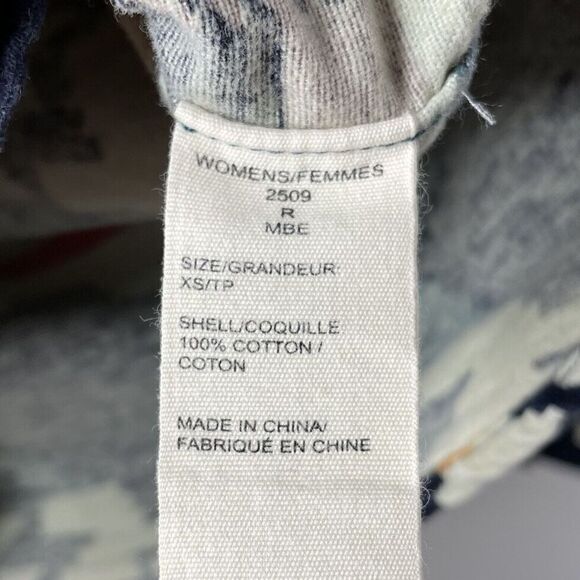 WOMENS/FEMMES
2509
R
MBE
SIZE/GRANDEUR:
XS/TP
SHELL/COQUILLE
100% COTTON /
COTON
MADE IN CHINA/
FABRIQUÉ EN CHINE